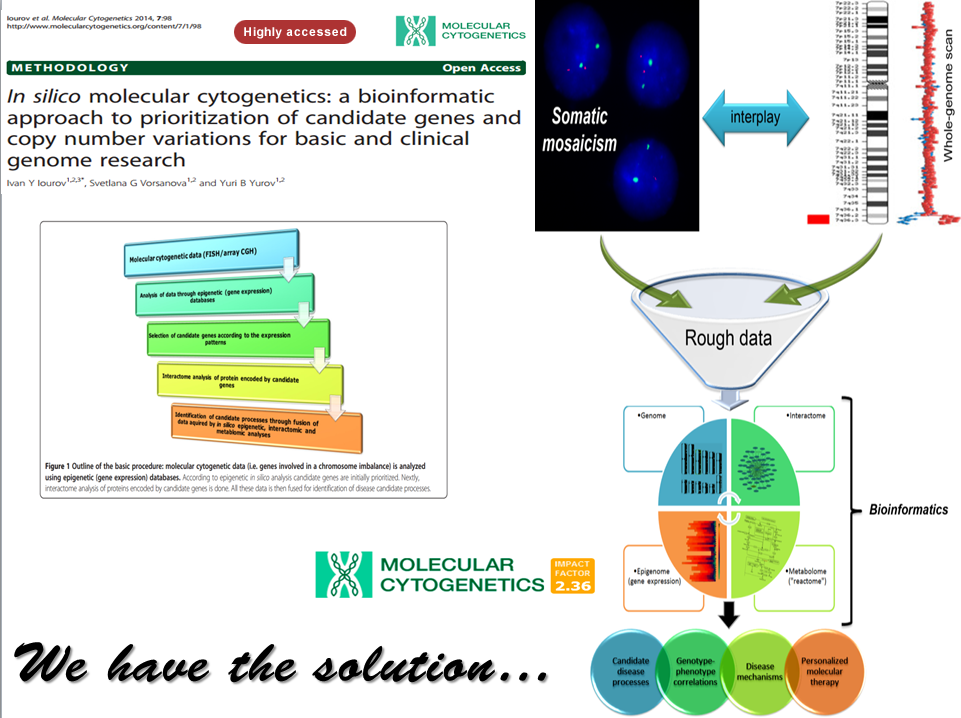 Iourov et al. Molecular Cytogenetics 2014, 7:98
http://www.molecularcytogenetics.org/content/7/1/98
Highly accessed
MOLECULAR
CYTOGENETICS
METHODOLOGY
Open Access
In silico molecular cytogenetics: a bioinformatic
approach to prioritization of candidate genes and
copy number variations for basic and clinical
genome research
Ivan Y Iourov1,2,3*, Svetlana G Vorsanova1,2 and Yuri B Yurov1,2
Molecular cytogenetic data (FISH/array CGH)
Analysis of data through epigenetic (gene expression)
databases
Selection of candidate genes according to the expression
patterns
Interactome analysis of protein encoded by candidate
genes
Identification of candidate processes through fusion of
data aquired by in silico epigenetic, interactomic and
metablomic analyses
Figure 1 Outline of the basic procedure: molecular cytogenetic data (i.e. genes involved in a chromosome imbalance) is analyzed
using epigenetic (gene expression) databases. According to epigenetic in silico analysis candidate genes are initially prioritized. Nextly,
interactome analysis of proteins encoded by candidate genes is done. All these data is then fused for identification of disease candidate processes.
MOLECULAR
CYTOGENETICS
IMPACT
FACTOR
2.36
We have the solution...
Somatic
mosaicism
interplay
Whole-genome scan
Rough data
•Genome
•Interactome
•Epigenome
(gene expression)
•Metabolome
("reactome")
Bioinformatics
Candidate
disease
processes
Genotype-
phenotype
correlations
Disease
mechanisms
Personalized
molecular
therapy